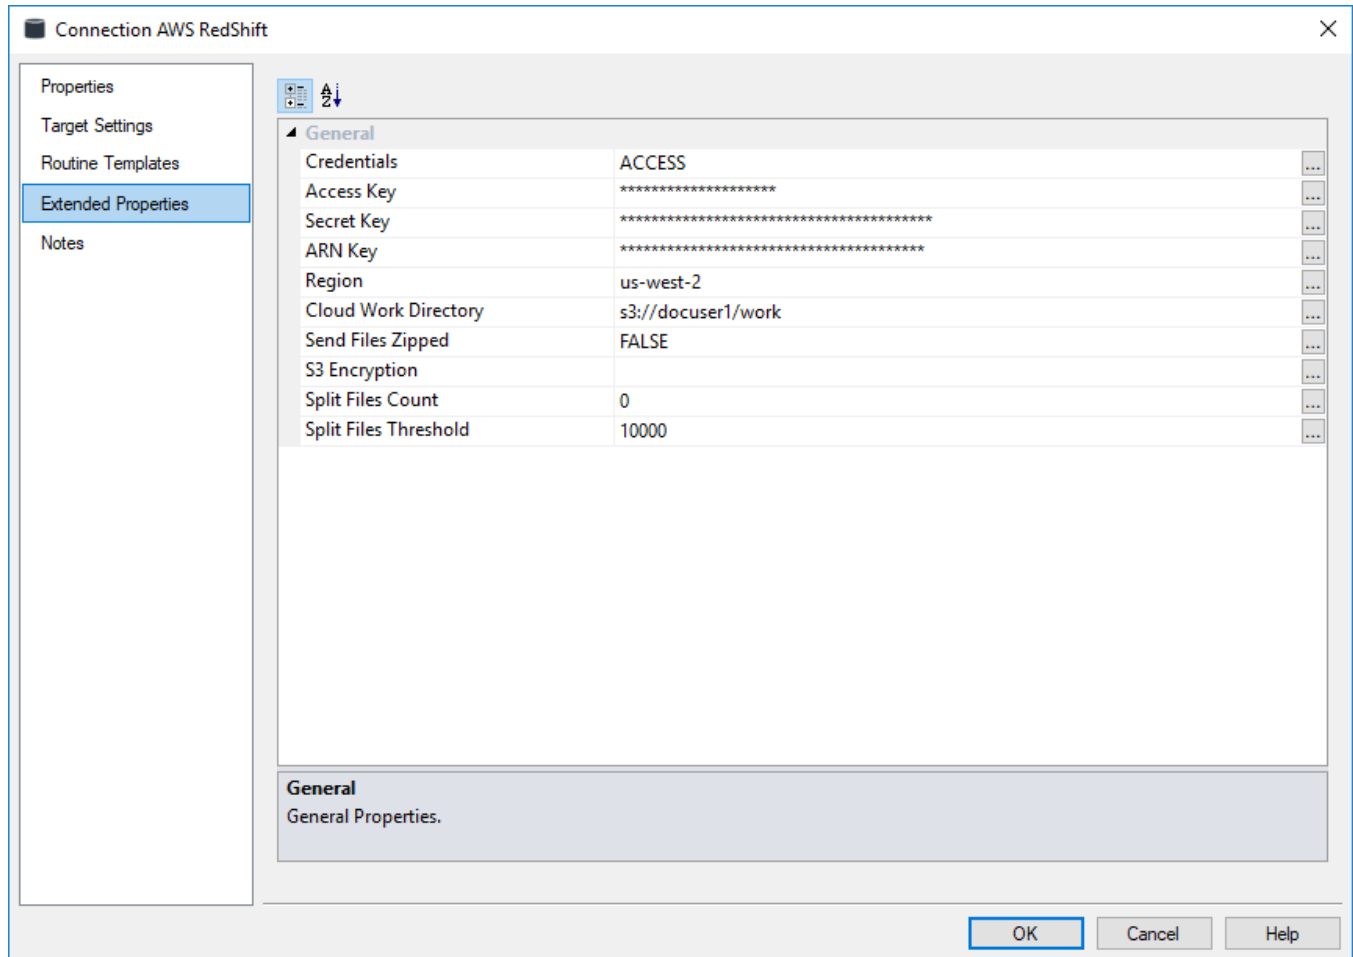 Connection AWS RedShift
Properties
Target Settings
Routine Templates
Extended Properties
Notes
General
Credentials ACCESS ...
Access Key ******************** ...
Secret Key **************************************** ...
ARN Key *************************************** ...
Region us-west-2 ...
Cloud Work Directory s3://docuser1/work ...
Send Files Zipped FALSE ...
S3 Encryption ...
Split Files Count 0 ...
Split Files Threshold 10000 ...
General
General Properties.
OK Cancel Help